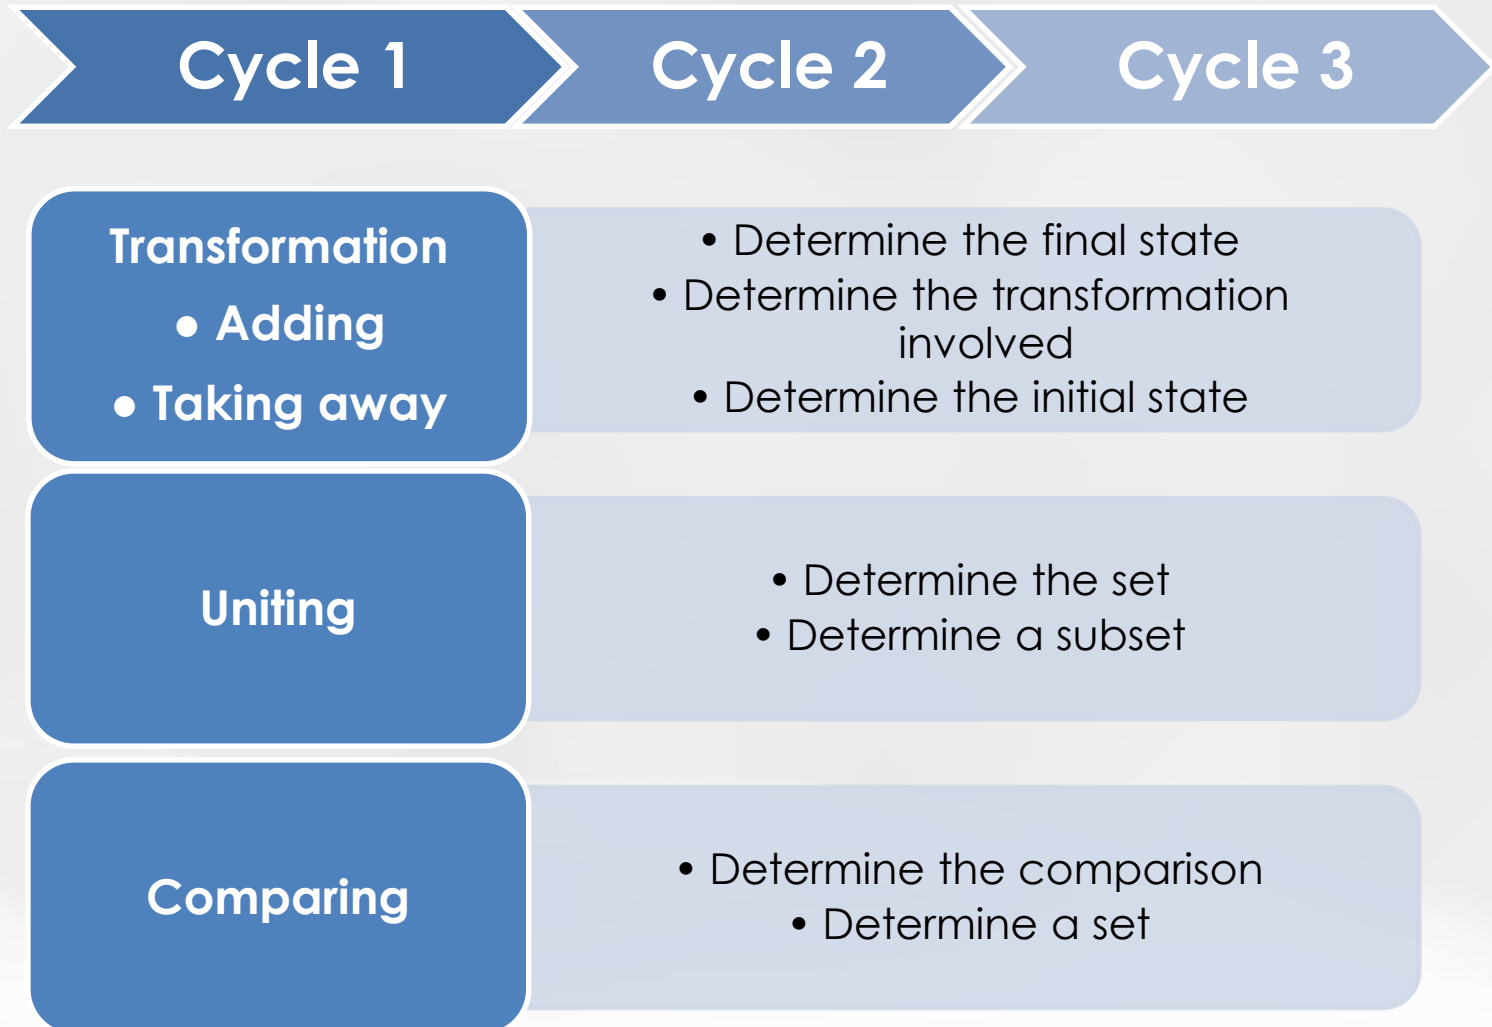 Cycle 1
Cycle 2
Cycle 3
Transformation
● Adding
● Taking away
• Determine the final state
• Determine the transformation
involved
• Determine the initial state
Uniting
• Determine the set
• Determine a subset
Comparing
• Determine the comparison
• Determine a set